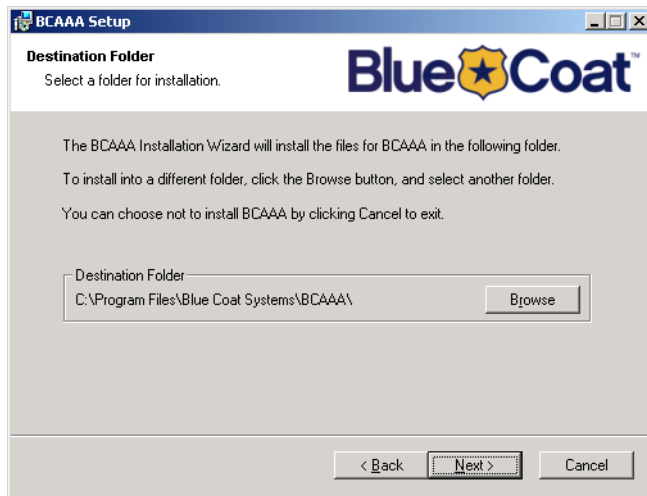 BCAAA Setup
Destination Folder
Select a folder for installation.
Blue Coat™
The BCAAA Installation Wizard will install the files for BCAAA in the following folder.
To install into a different folder, click the Browse button, and select another folder.
You can choose not to install BCAAA by clicking Cancel to exit.
Destination Folder
C:\Program Files\Blue Coat Systems\BCAAA\
Browse
< Back
Next >
Cancel